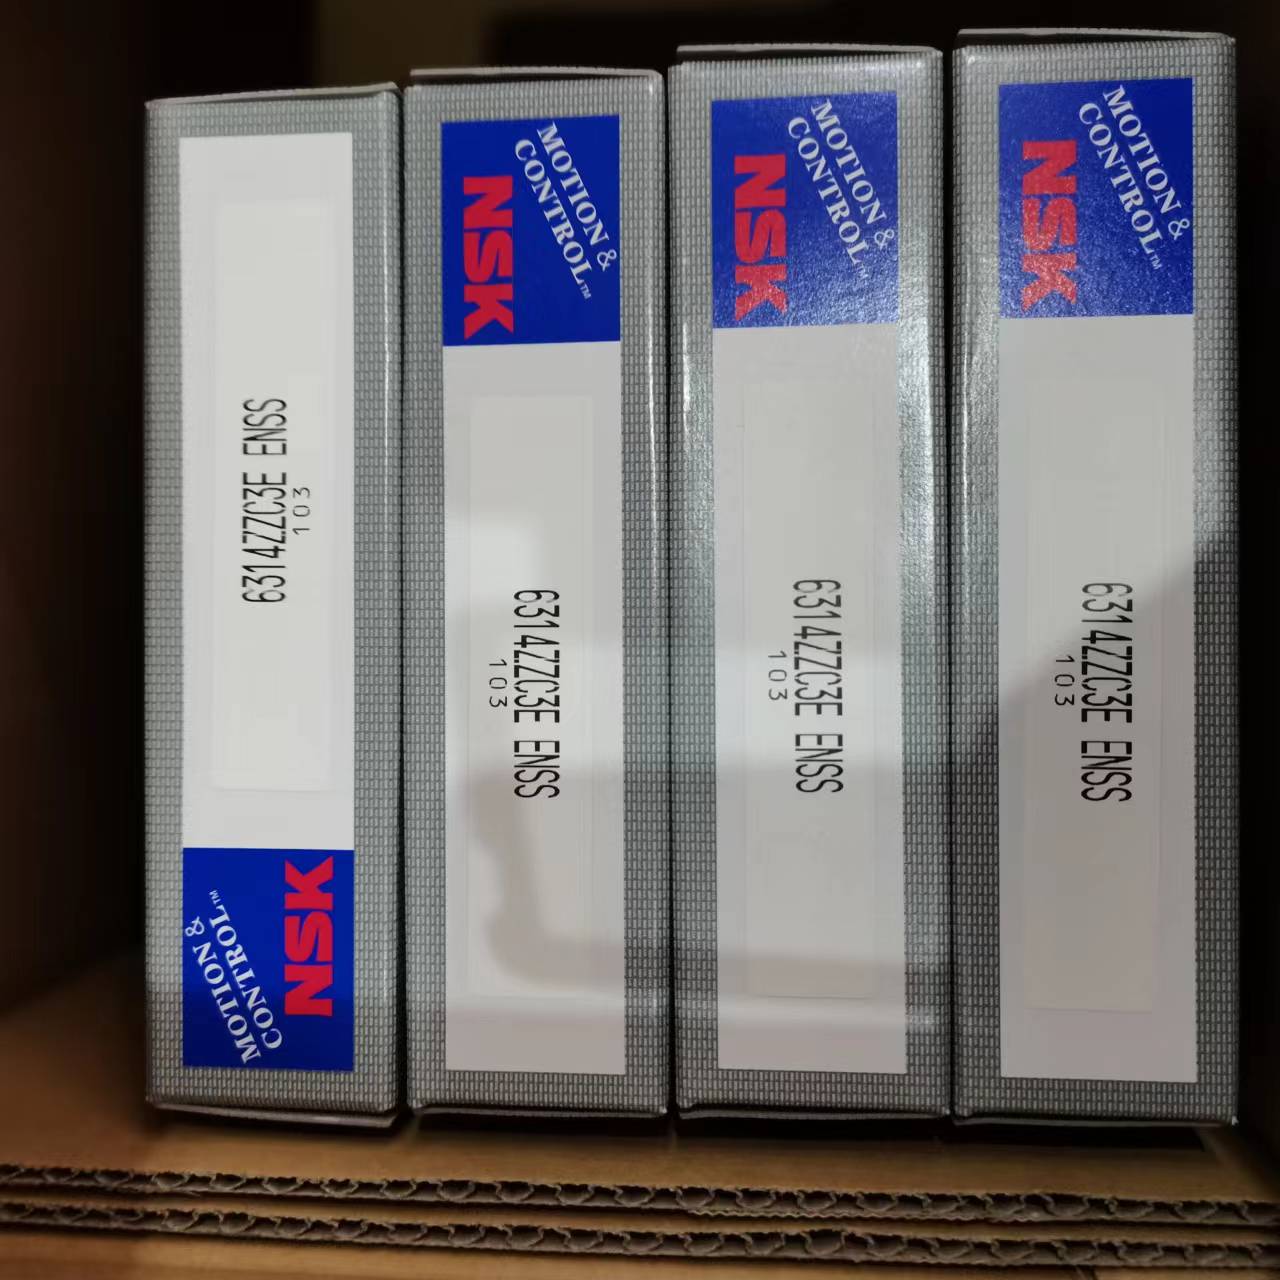 6314ZZC3E ENSS
103
NSK
MOTION &
CONTROL™
MOTION &
CONTROL™
NSK
6314ZZC3E ENSS
103
MOTION &
CONTROL™
NSK
6314ZZC3E ENSS
103
MOTION &
CONTROL™
NSK
6314ZZC3E ENSS
103